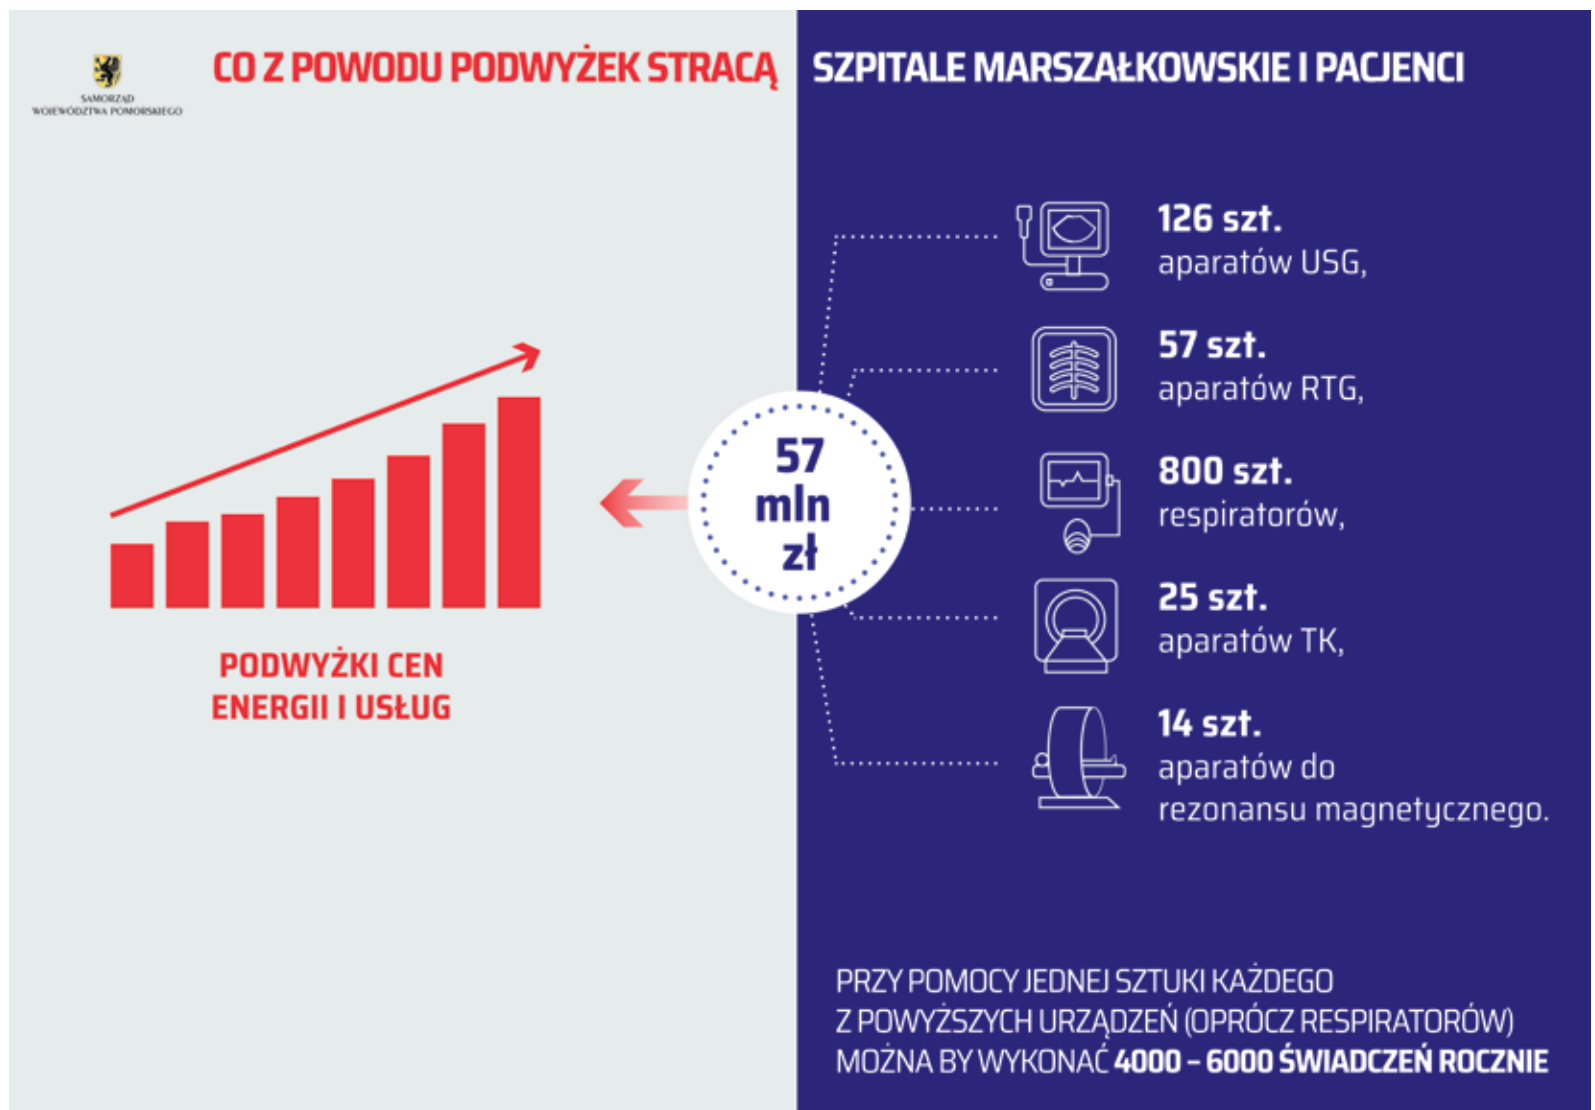 SAMORZĄD
WOJEWÓDZTWA POMORSKIEGO
CO Z POWODU PODWYŻEK STRACĄ SZPITALE MARSZAŁKOWSKIE I PACJENCI
PODWYŻKI CEN
ENERGII I USŁUG
57
mln
zł
126 szt.
aparatów USG,
57 szt.
aparatów RTG,
800 szt.
respiratorów,
25 szt.
aparatów TK,
14 szt.
aparatów do
rezonansu magnetycznego.
PRZY POMOCY JEDNEJ SZTUKI KAŻDEGO
Z POWYŻSZYCH URZĄDZEŃ (OPRÓCZ RESPIRATORÓW)
MOŻNA BY WYKONAĆ 4000 – 6000 ŚWIADCZEŃ ROCZNIE